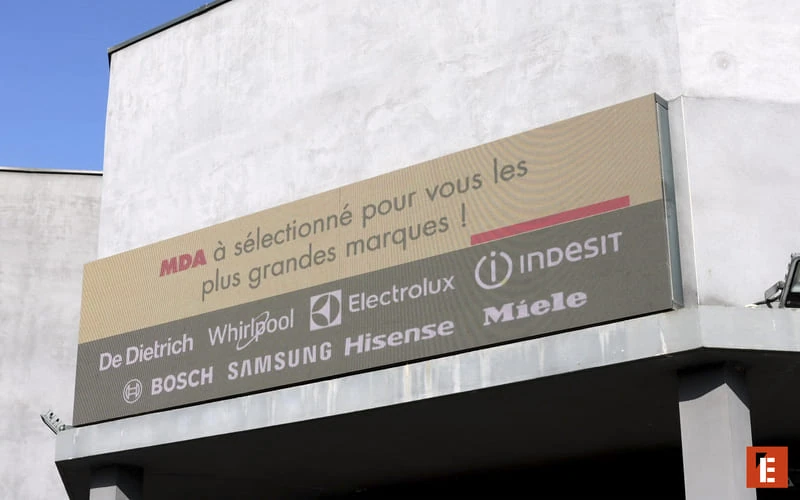 MDA à sélectionné pour vous les
plus grandes marques !
De Dietrich Whirlpool Electrolux INDESIT
BOSCH SAMSUNG Hisense Miele
E